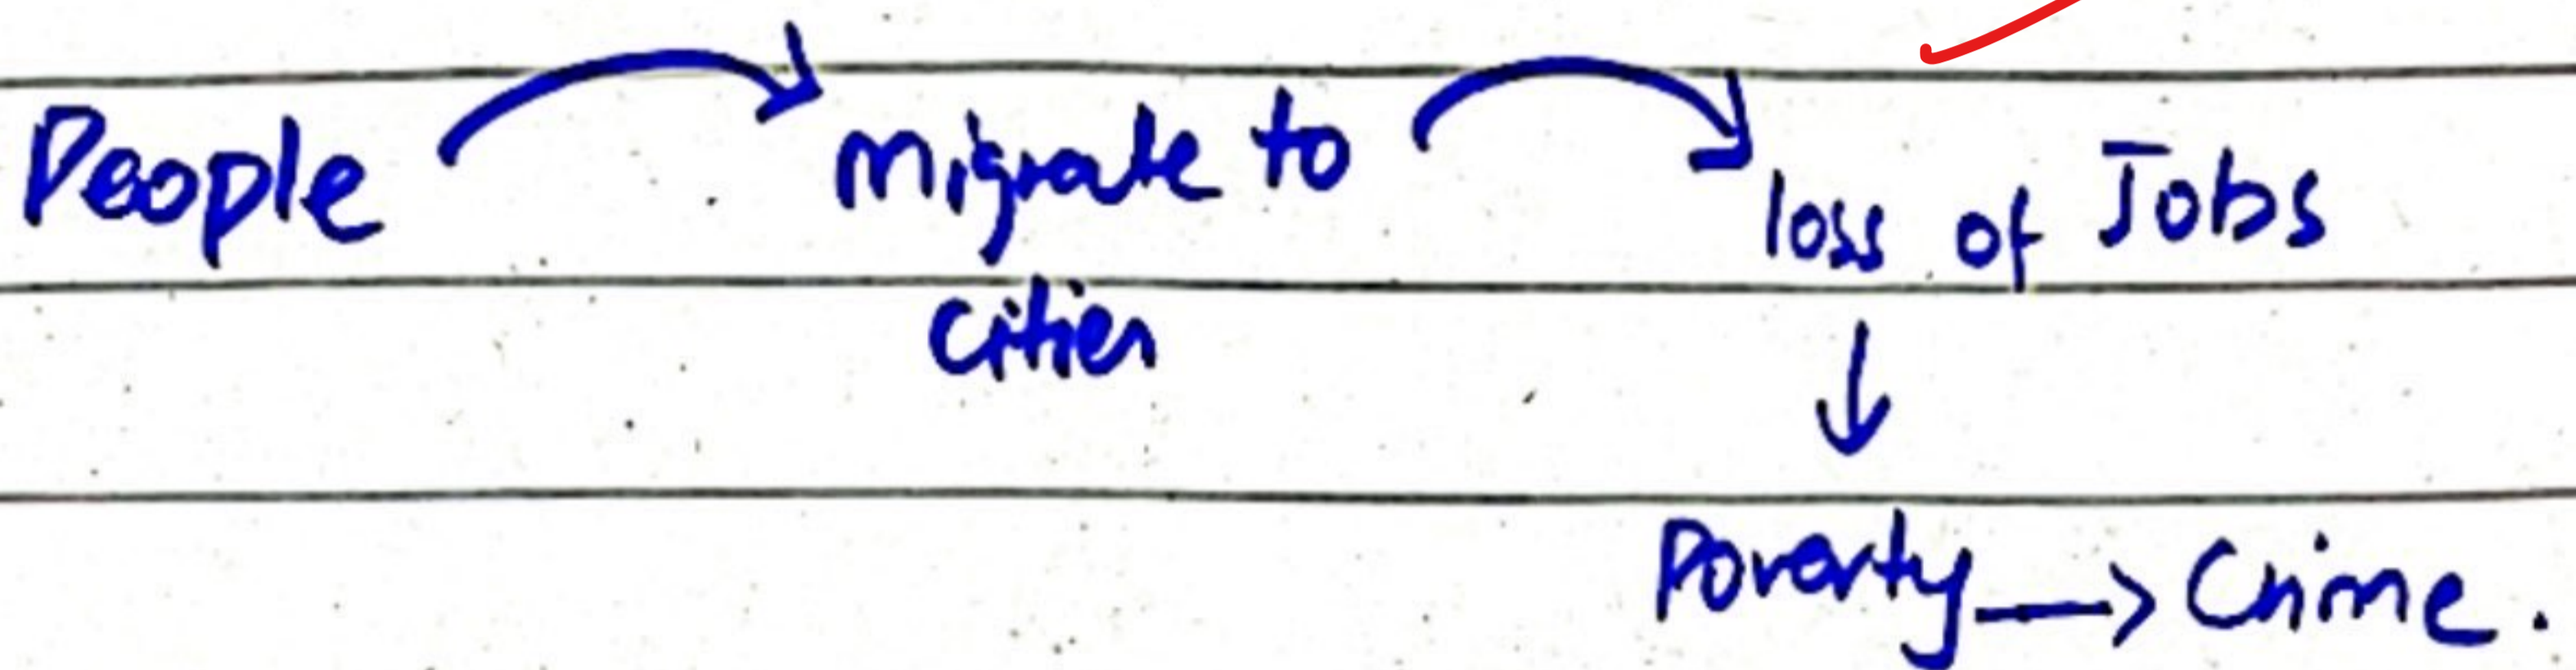 People migrate to loss of Jobs
cities
Poverty → Crime.